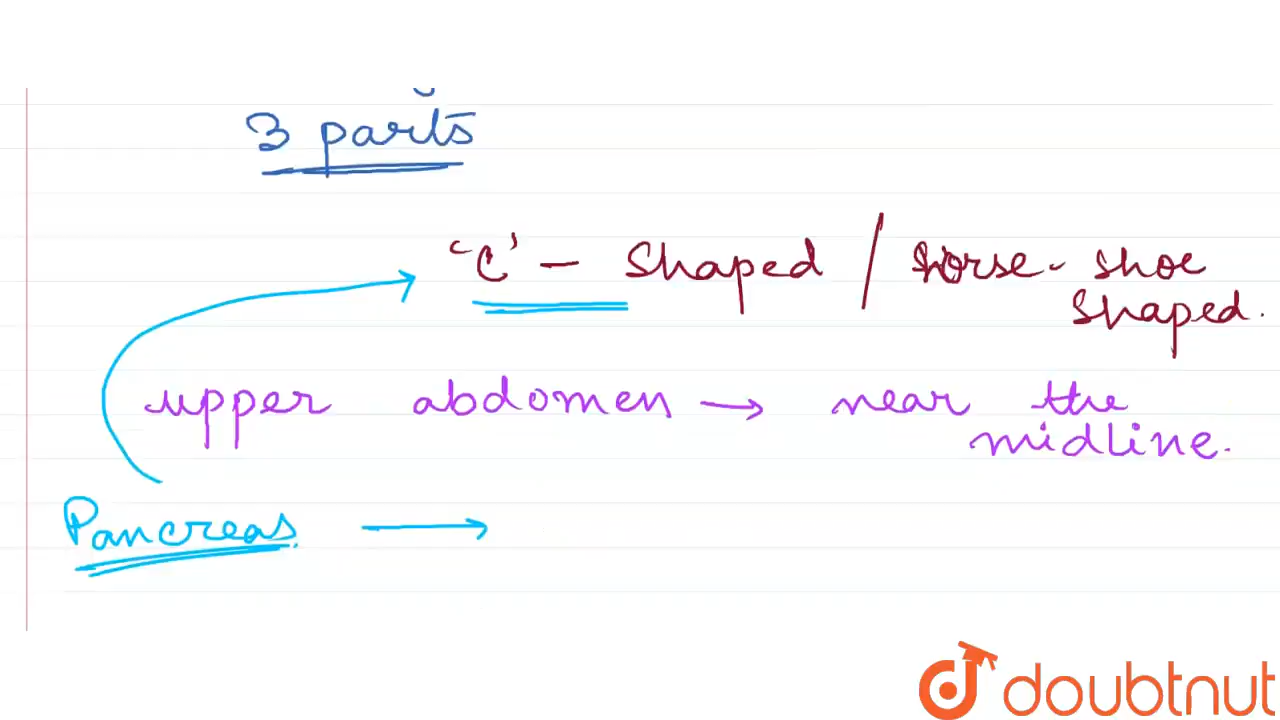 3 parts
'C' - Shaped / horse-shoe
shaped.
upper abdomen → near the
midline.
Pancreas →
doubtnut